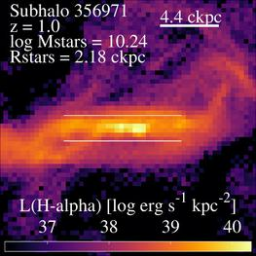 Subhalo 356971
4.4 ckpc
z = 1.0
log Mstars = 10.24
Rstars = 2.18 ckpc
L(H-alpha) [log erg s⁻¹ kpc⁻²]
37 38 39 40